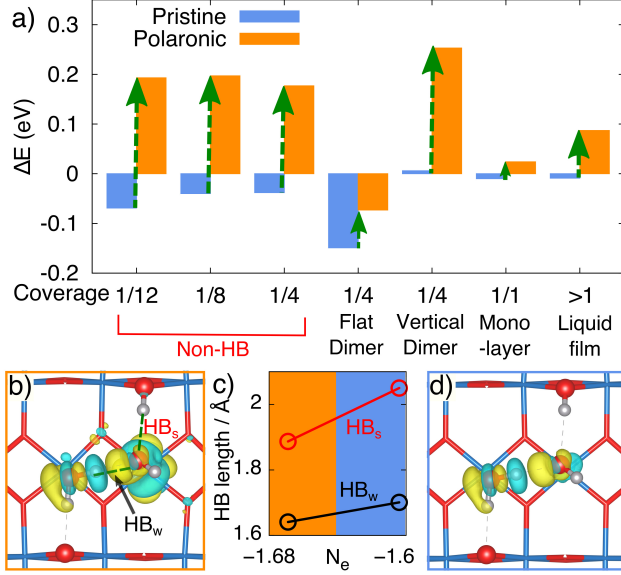 a)
Pristine
Polaronic
ΔE (eV)
0.3
0.2
0.1
0
-0.1
-0.2
Coverage 1/12 1/8 1/4 1/4 1/4 1/1 >1
Non-HB
Flat Dimer
Vertical Dimer
Mono -layer
Liquid film
b)
HBs
HBw
c)
HB length / Å
2.0
1.8
1.6
HBs
HBw
−1.68 Ne −1.6
d)